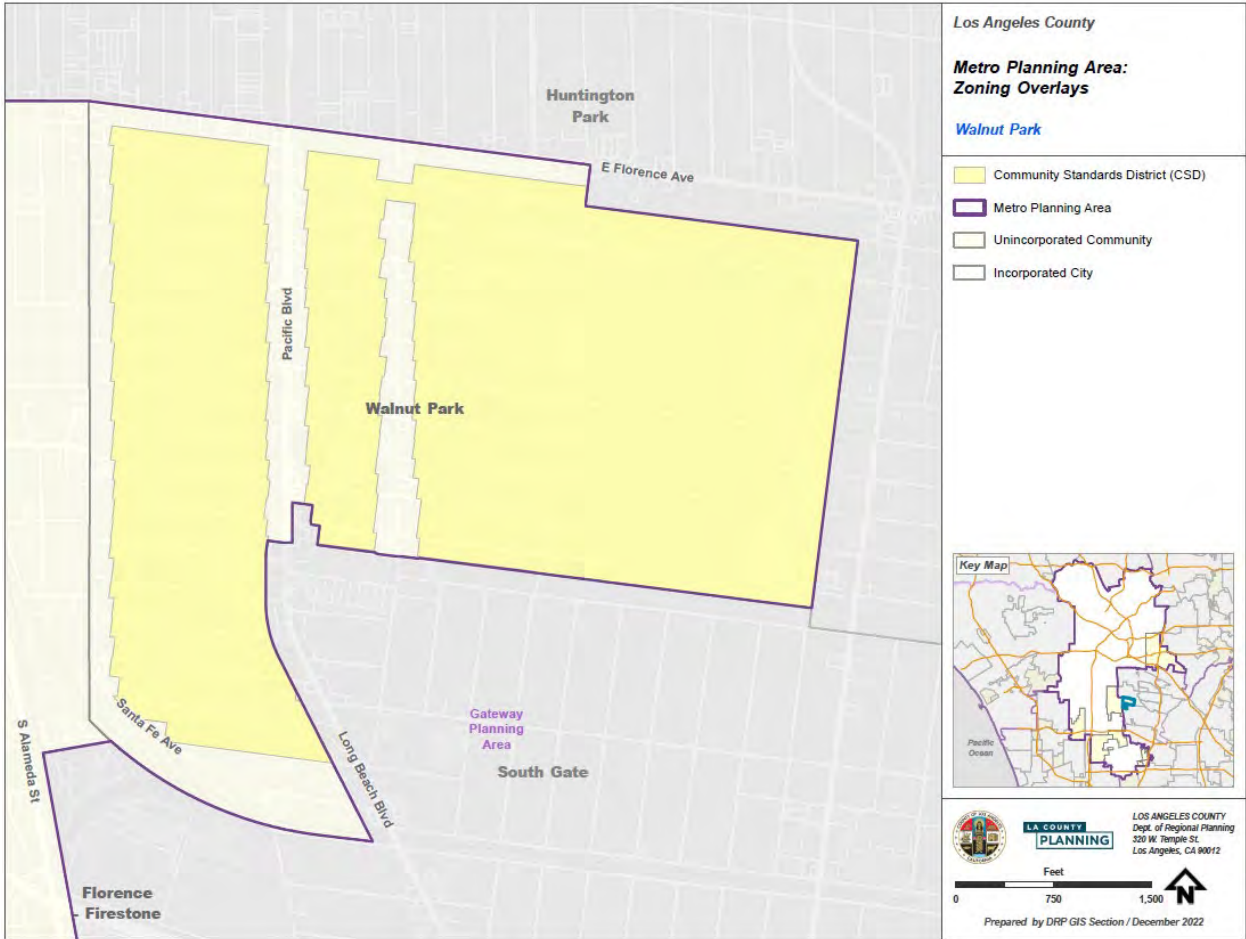 Huntington
Park
E Florence Ave
Pacific Blvd
Walnut Park
Santa Fe Ave
S Alameda St
Long Beach Blvd
Gateway
Planning
Area
South Gate
Florence
- Firestone
Los Angeles County
Metro Planning Area:
Zoning Overlays
Walnut Park
Community Standards District (CSD)
Metro Planning Area
Unincorporated Community
Incorporated City
Key Map
Pacific
Ocean
LA COUNTY
PLANNING
LOS ANGELES COUNTY
Dept. of Regional Planning
320 W. Temple St.
Los Angeles, CA 90012
Feet
0 750 1,500
N
Prepared by DRP GIS Section / December 2022